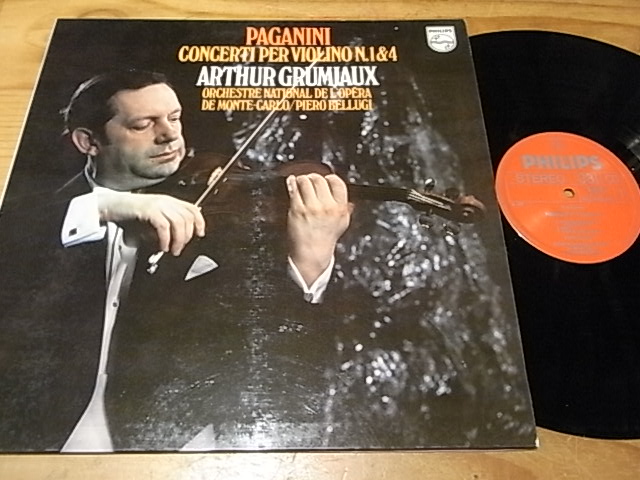 PAGANINI
CONCERTI PER VIOLINO N.1 & 4
ARTHUR GRUMIAUX
ORCHESTRE NATIONAL DE L'OPÉRA
DE MONTE-CARLO/PIERO BELLUGI
PHILIPS
PHILIPS
STEREO